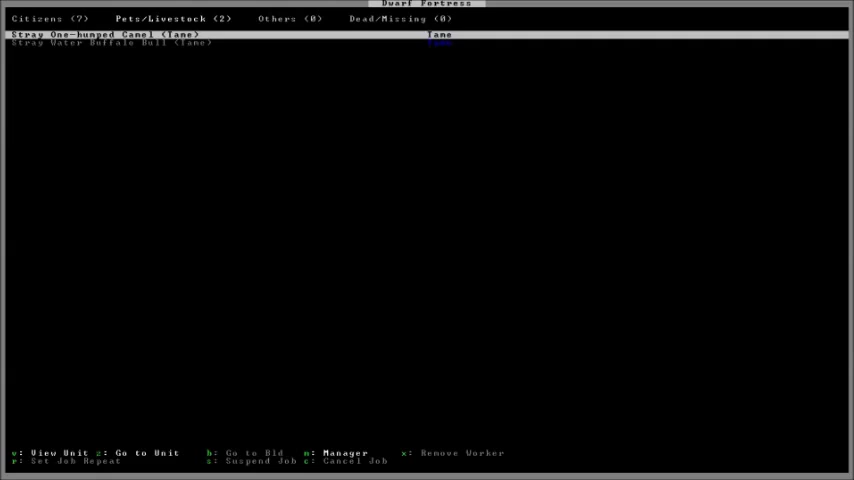 Dwarf Fortress
Citizens (7) Pets/Livestock (2) Others (0) Dead/Missing (0)
Stray One-humped Camel (Tame) Tame
Stray Water Buffalo Bull (Tame) Tame
v: View Unit z: Go to Unit h: Go to Bld m: Manager x: Remove Worker
r: Set Job Repeat s: Suspend Job c: Cancel Job